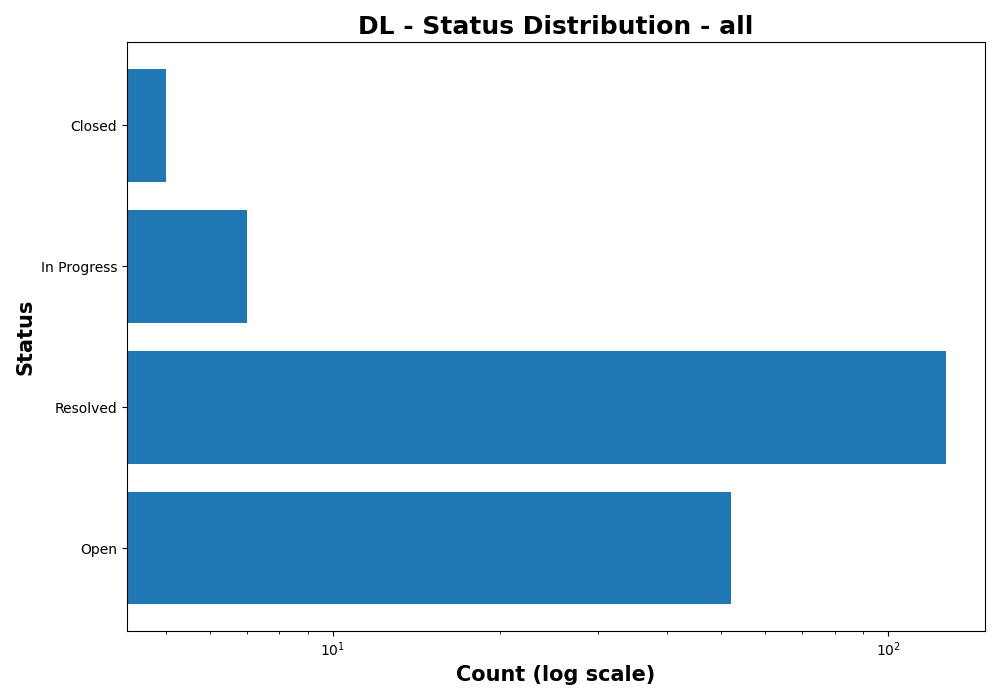 DL - Status Distribution - all
Closed
In Progress
Resolved
Open
Status
10¹
10²
Count (log scale)